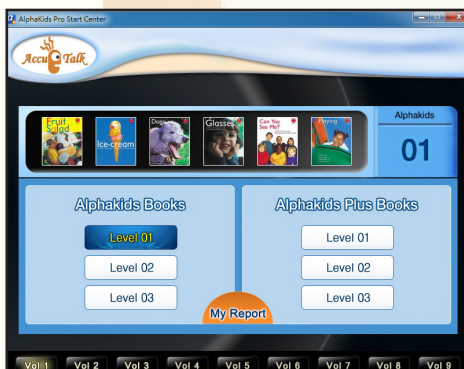 AlphaKids Pro Start Center
Accu Talk
Fruit Salad
Ice-cream
Dogs
Glasses
Can You See Me?
Playing
Alphakids
01
Alphakids Books
Alphakids Plus Books
Level 01
Level 01
Level 02
Level 02
Level 03
Level 03
My Report
Vol 1 Vol 2 Vol 3 Vol 4 Vol 5 Vol 6 Vol 7 Vol 8 Vol 9